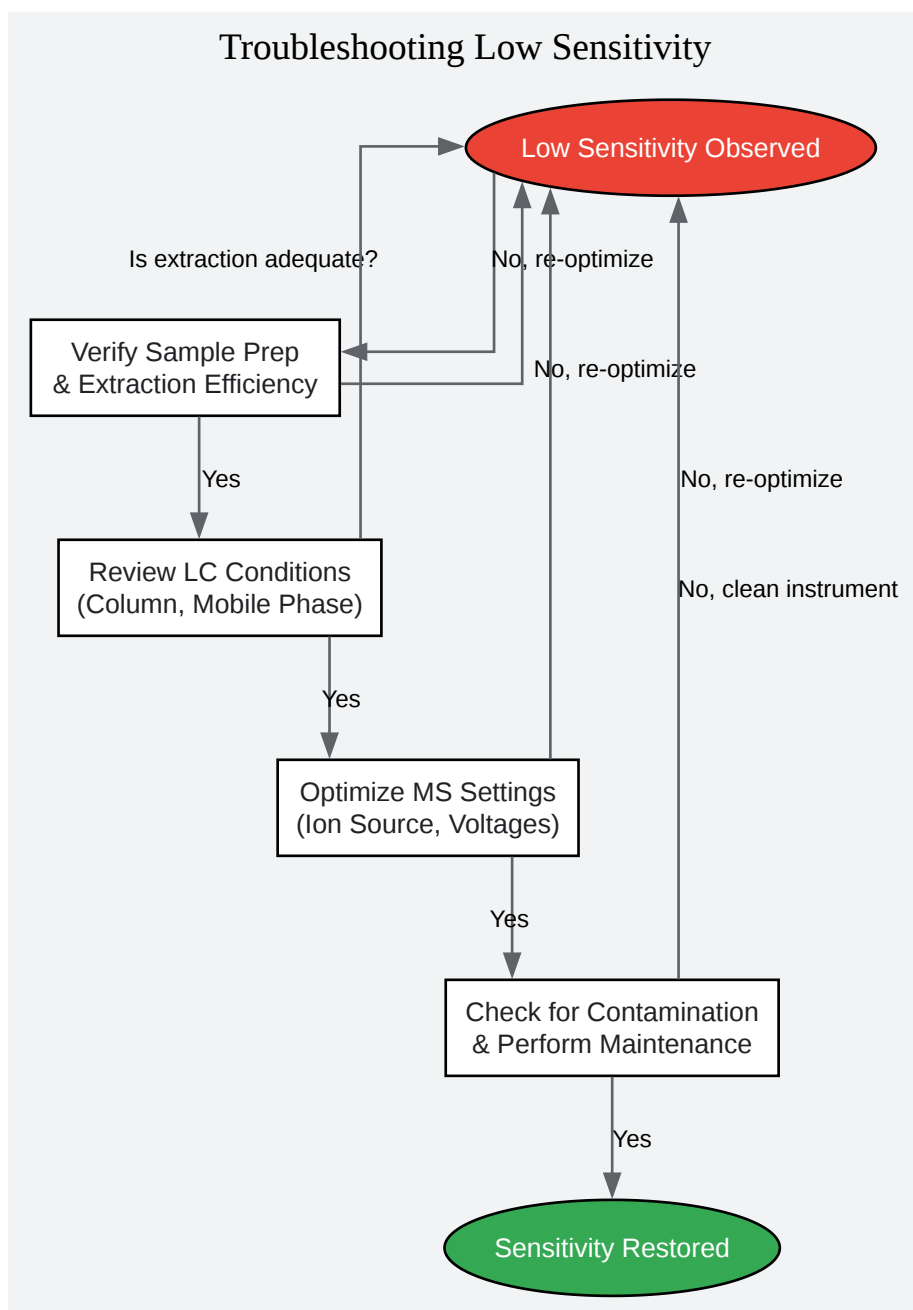 Troubleshooting Low Sensitivity
Low Sensitivity Observed
Is extraction adequate?
No, re-optimize
Verify Sample Prep
& Extraction Efficiency
No, re-optimize
Yes
No, re-optimize
Review LC Conditions
(Column, Mobile Phase)
No, clean instrument
Yes
Optimize MS Settings
(Ion Source, Voltages)
Yes
Check for Contamination
& Perform Maintenance
Yes
Sensitivity Restored